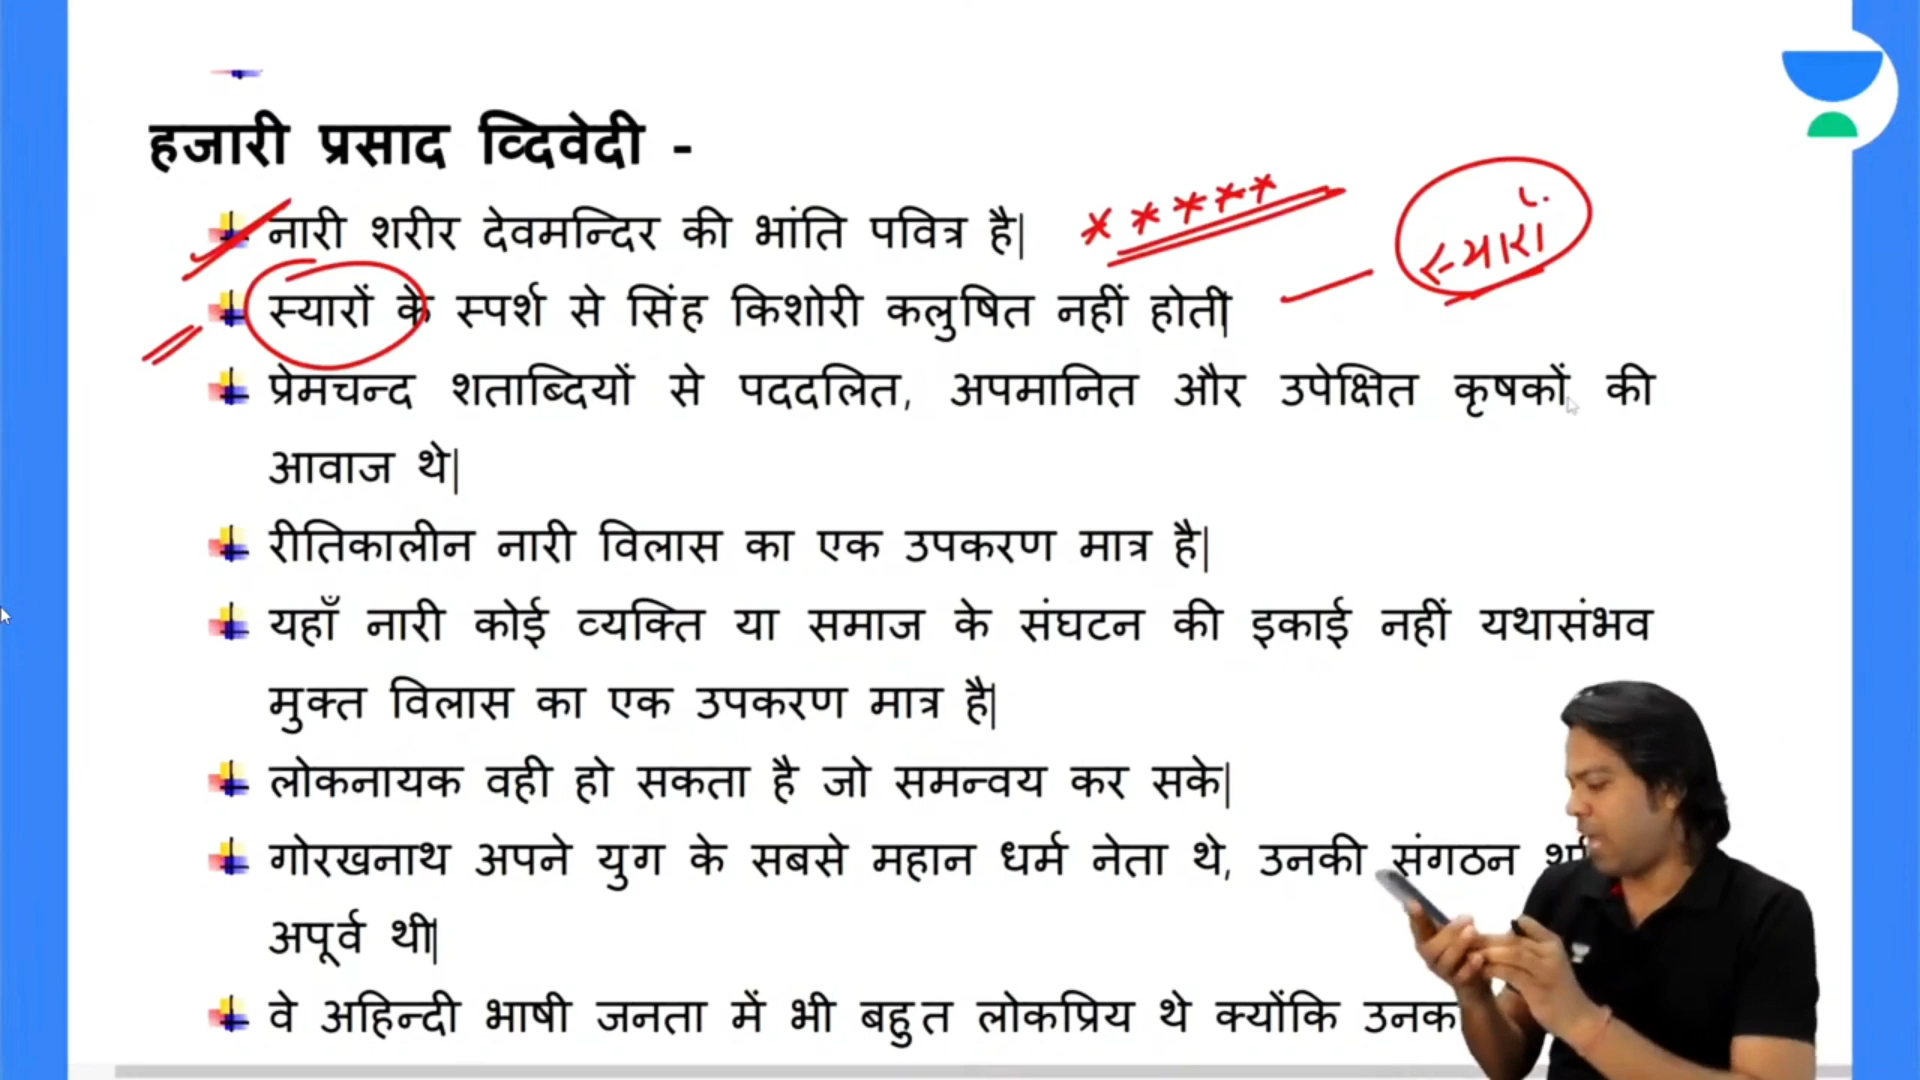 हजारी प्रसाद व्दिवेदी -
नारी शरीर देवमन्दिर की भांति पवित्र है|
स्यारों के स्पर्श से सिंह किशोरी कलुषित नहीं होती|
प्रेमचन्द शताब्दियों से पददलित, अपमानित और उपेक्षित कृषकों की
आवाज थे|
रीतिकालीन नारी विलास का एक उपकरण मात्र है|
यहाँ नारी कोई व्यक्ति या समाज के संघटन की इकाई नहीं यथासंभव
मुक्त विलास का एक उपकरण मात्र है|
लोकनायक वही हो सकता है जो समन्वय कर सके|
गोरखनाथ अपने युग के सबसे महान धर्म नेता थे, उनकी संगठन
अपूर्व थी|
वे अहिन्दी भाषी जनता में भी बहुत लोकप्रिय थे क्योंकि